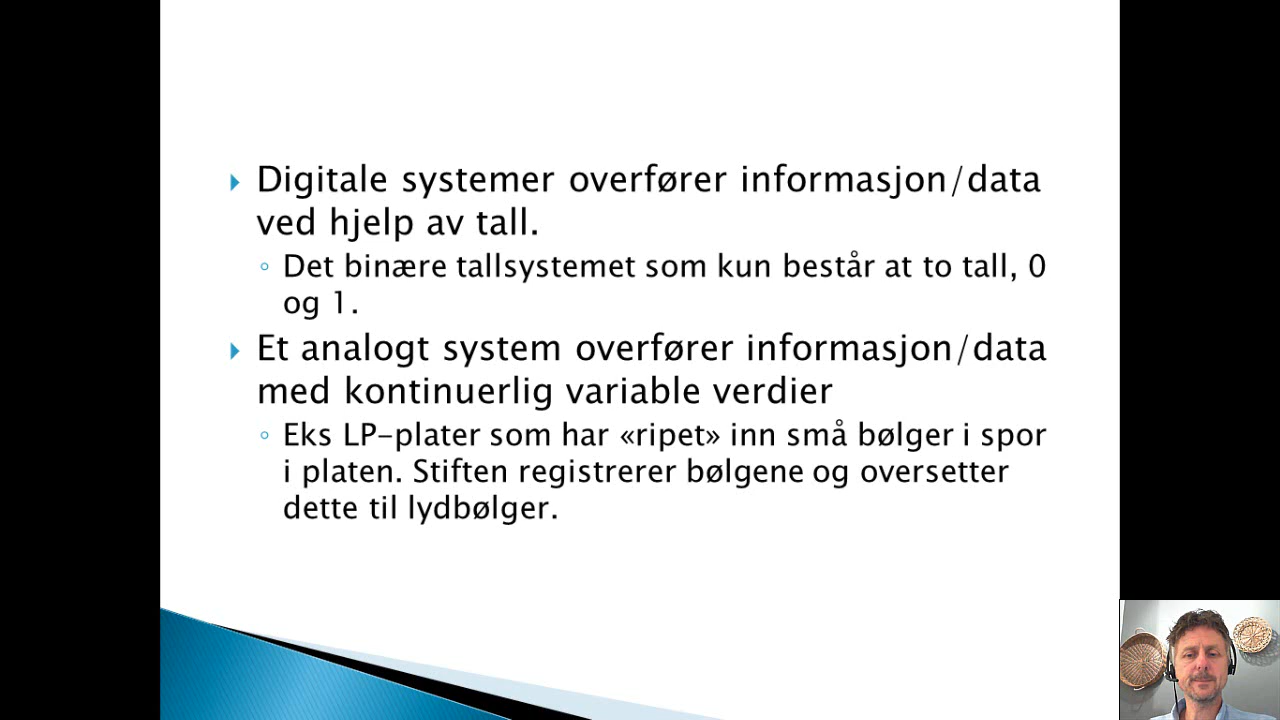 Digitale systemer overfører informasjon/data
ved hjelp av tall.
Det binære tallsystemet som kun består at to tall, 0
og 1.
Et analogt system overfører informasjon/data
med kontinuerlig variable verdier
Eks LP-plater som har «ripet» inn små bølger i spor
i platen. Stiften registrerer bølgene og oversetter
dette til lydbølger.